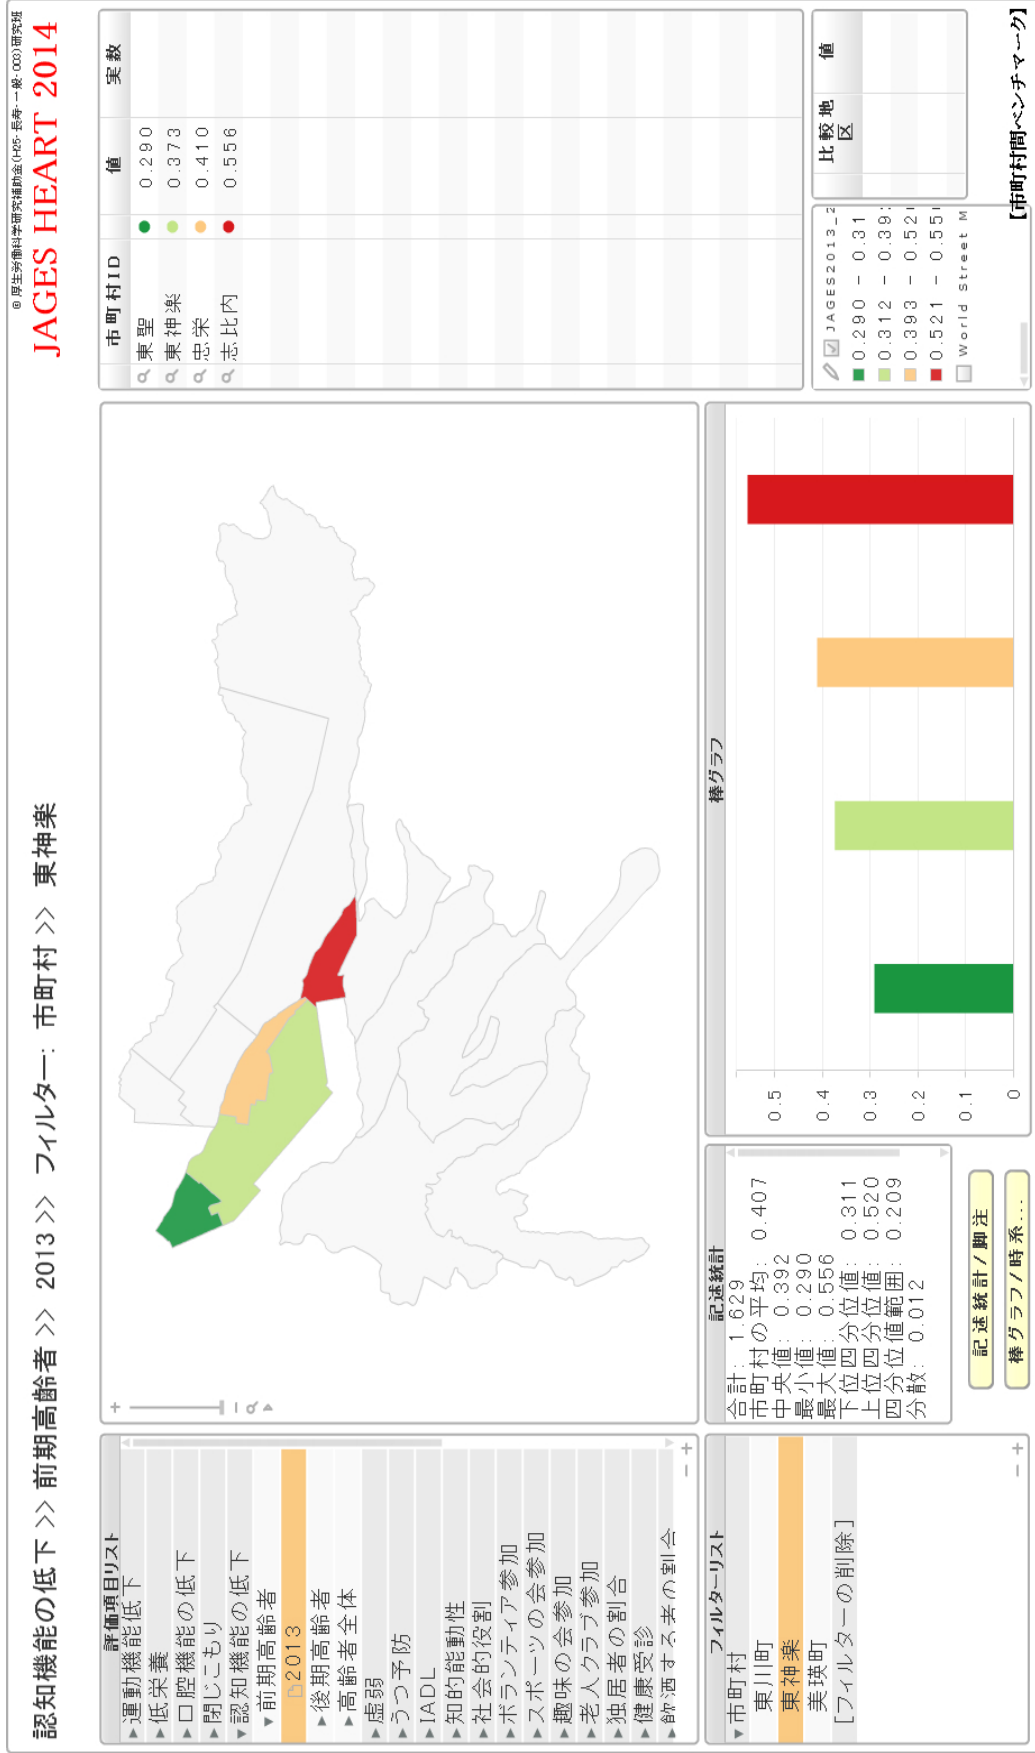 ◎厚生労働科学研究補助金(H25-長寿-一般-003)研究班
認知機能の低下 >> 前期高齢者 >> 2013 >> フィルター: 市町村 >> 東神楽
JAGES HEART 2014
評価項目リスト
▶運動機能低下
▶低栄養
▶口腔機能の低下
▶閉じこもり
▼認知機能の低下
▼前期高齢者
2013
▶後期高齢者
▶高齢者全体
▶虚弱
▶うつ予防
▶IADL
▶知的能動性
▶社会的役割
▶ボランティア参加
▶スポーツの会参加
▶趣味の会参加
▶老人クラブ参加
▶独居者の割合
▶健康受診
▶飲酒する者の割合
− +
フィルターリスト
▼市町村
東川町
東神楽
美瑛町
[フィルターの削除]
− +
+
−
記述統計
合計: 1.629
市町村の平均: 0.407
中央値: 0.392
最小値: 0.290
最大値: 0.556
下位四分位値: 0.311
上位四分位値: 0.520
四分位値範囲: 0.209
分散: 0.012
記述統計/脚注
棒グラフ/時系...
棒グラフ
0.5
0.4
0.3
0.2
0.1
0
市町村ID 値 実数
東聖 0.290
東神楽 0.373
忠栄 0.410
志比内 0.556
JAGES2013_2
0.290 - 0.31
0.312 - 0.39
0.393 - 0.52
0.521 - 0.55
World Street M
比較地区 値
【市町村間ベンチマーク】